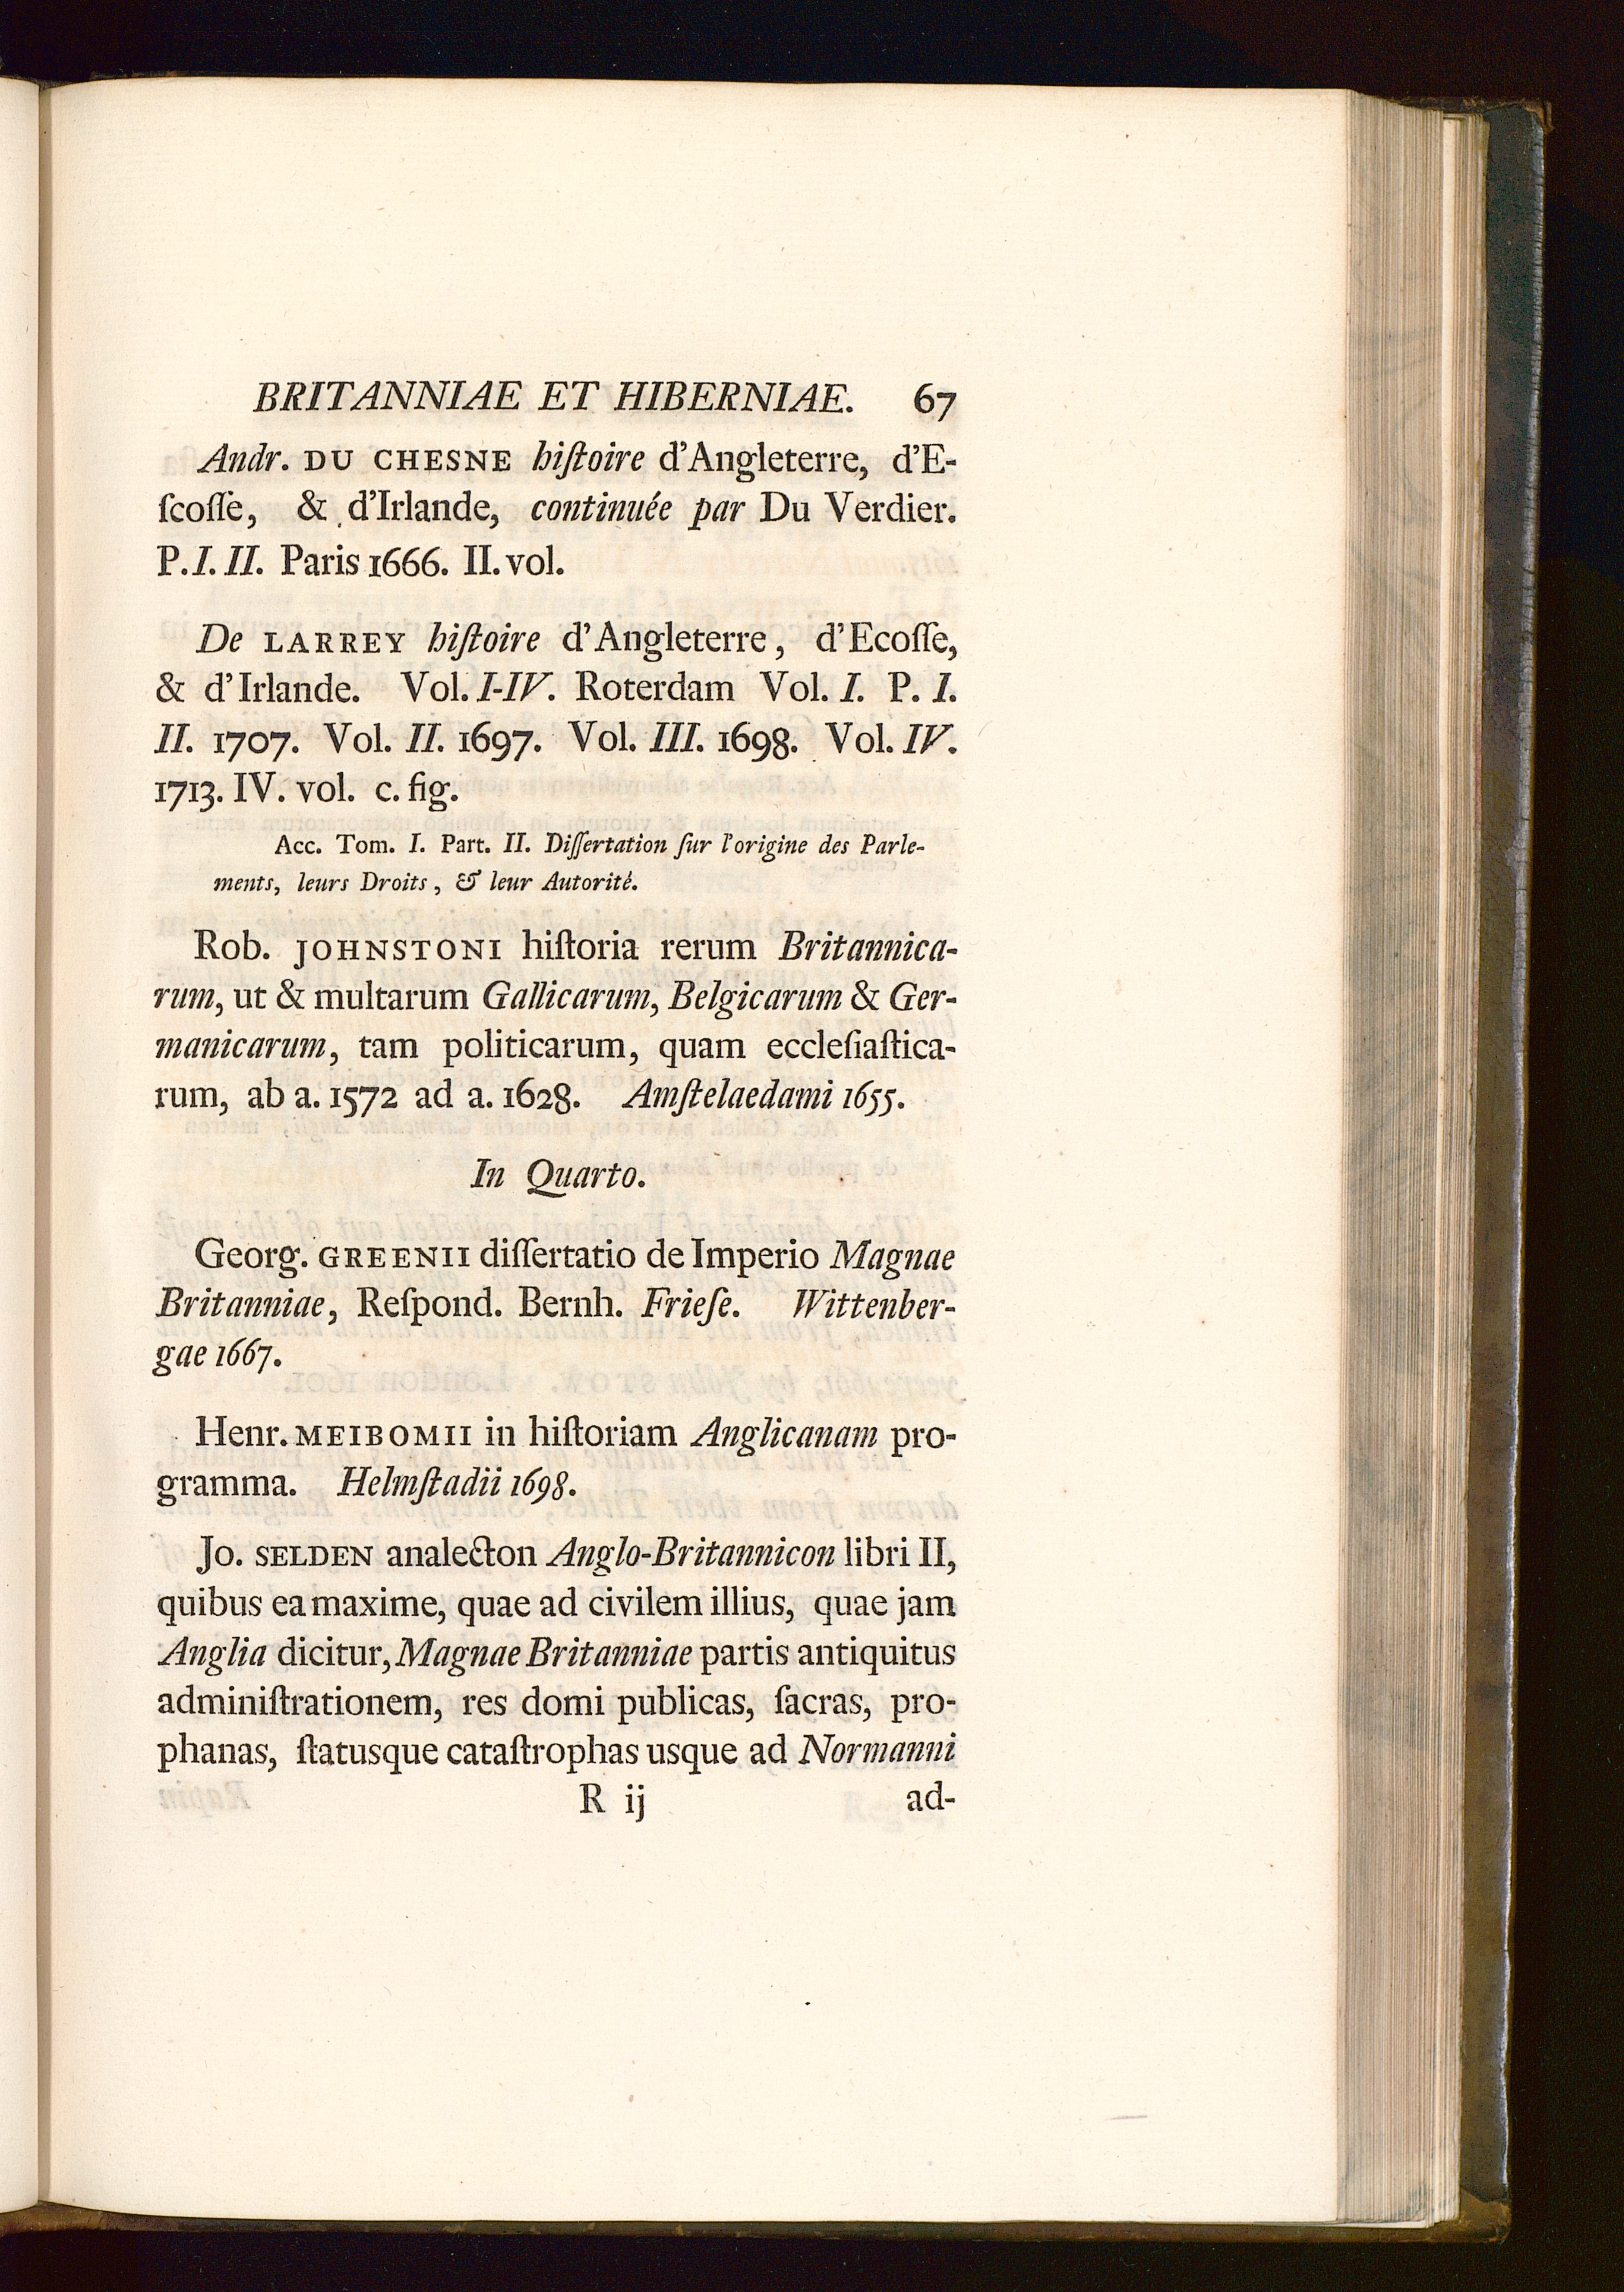 BRITANNIAE ET HIBERNIAE. 67
Andr. DU CHESNE hiſtoire d'Angleterre, d'E-
ſcoſſe, & d'Irlande, continuée par Du Verdier.
P. I. II. Paris 1666. II. vol.
De LARREY hiſtoire d'Angleterre, d'Ecoſſe,
& d'Irlande. Vol. I-IV. Roterdam Vol. I. P. I.
II. 1707. Vol. II. 1697. Vol. III. 1698. Vol. IV.
1713. IV. vol. c. fig.
Acc. Tom. I. Part. II. Diſſertation ſur l'origine des Parle-
ments, leurs Droits, & leur Autorité.
Rob. JOHNSTONI hiſtoria rerum Britannica-
rum, ut & multarum Gallicarum, Belgicarum & Ger-
manicarum, tam politicarum, quam eccleſiaſtica-
rum, ab a. 1572 ad a. 1628. Amſtelaedami 1655.
In Quarto.
Georg. GREENII diſſertatio de Imperio Magnae
Britanniae, Reſpond. Bernh. Frieſe. Wittenber-
gae 1667.
Henr. MEIBOMII in hiſtoriam Anglicanam pro-
gramma. Helmſtadii 1698.
Jo. SELDEN analecton Anglo-Britannicon libri II,
quibus ea maxime, quae ad civilem illius, quae jam
Anglia dicitur, Magnae Britanniae partis antiquitus
adminiſtrationem, res domi publicas, ſacras, pro-
phanas, ſtatusque cataſtrophas usque ad Normanni
R ij ad-